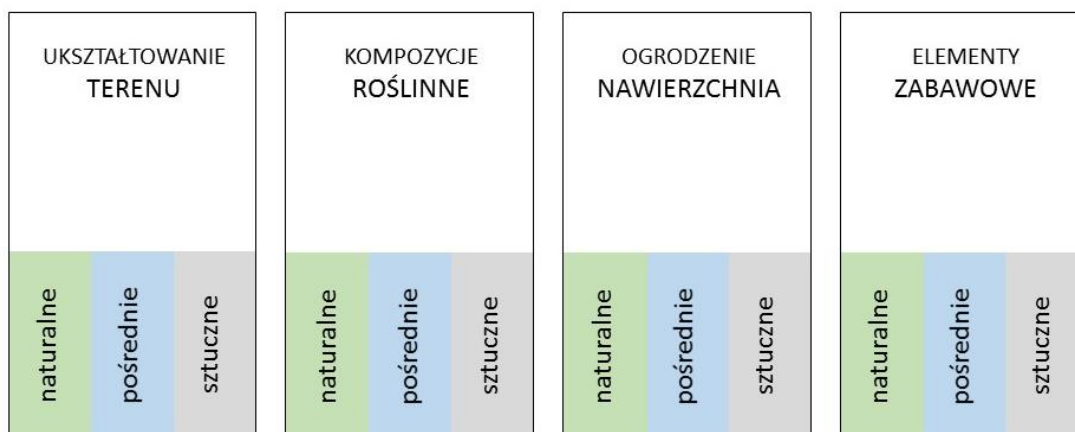 UKSZTAŁTOWANIE
TERENU
naturalne
pośrednie
sztuczne
KOMPOZYCJE
ROŚLINNE
naturalne
pośrednie
sztuczne
OGRODZENIE
NAWIERZCHNIA
naturalne
pośrednie
sztuczne
ELEMENTY
ZABAWOWE
naturalne
pośrednie
sztuczne